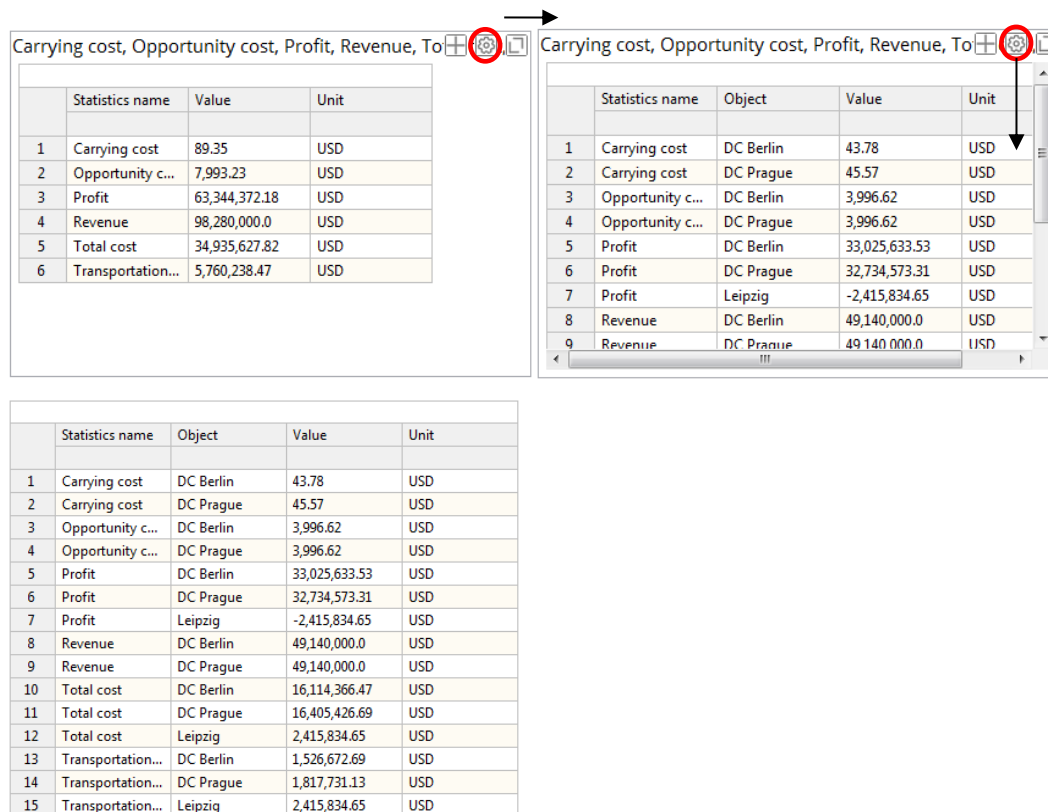 Carrying cost, Opportunity cost, Profit, Revenue, To
Statistics name Value Unit
1 Carrying cost 89.35 USD
2 Opportunity c... 7,993.23 USD
3 Profit 63,344,372.18 USD
4 Revenue 98,280,000.0 USD
5 Total cost 34,935,627.82 USD
6 Transportation... 5,760,238.47 USD
Carrying cost, Opportunity cost, Profit, Revenue, To
Statistics name Object Value Unit
1 Carrying cost DC Berlin 43.78 USD
2 Carrying cost DC Prague 45.57 USD
3 Opportunity c... DC Berlin 3,996.62 USD
4 Opportunity c... DC Prague 3,996.62 USD
5 Profit DC Berlin 33,025,633.53 USD
6 Profit DC Prague 32,734,573.31 USD
7 Profit Leipzig -2,415,834.65 USD
8 Revenue DC Berlin 49,140,000.0 USD
9 Revenue DC Prague 49,140,000.0 USD
Statistics name Object Value Unit
1 Carrying cost DC Berlin 43.78 USD
2 Carrying cost DC Prague 45.57 USD
3 Opportunity c... DC Berlin 3,996.62 USD
4 Opportunity c... DC Prague 3,996.62 USD
5 Profit DC Berlin 33,025,633.53 USD
6 Profit DC Prague 32,734,573.31 USD
7 Profit Leipzig -2,415,834.65 USD
8 Revenue DC Berlin 49,140,000.0 USD
9 Revenue DC Prague 49,140,000.0 USD
10 Total cost DC Berlin 16,114,366.47 USD
11 Total cost DC Prague 16,405,426.69 USD
12 Total cost Leipzig 2,415,834.65 USD
13 Transportation... DC Berlin 1,526,672.69 USD
14 Transportation... DC Prague 1,817,731.13 USD
15 Transportation... Leipzig 2,415,834.65 USD